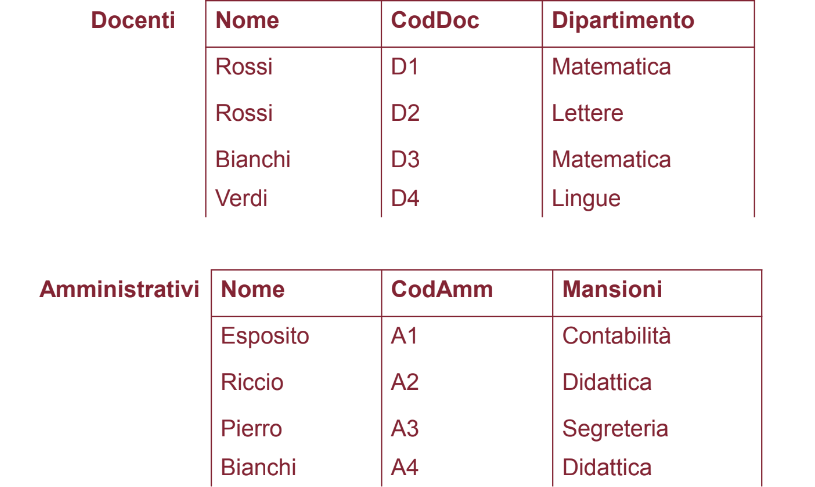 Docenti Nome CodDoc Dipartimento
Rossi D1 Matematica
Rossi D2 Lettere
Bianchi D3 Matematica
Verdi D4 Lingue
Amministrativi Nome CodAmm Mansioni
Esposito A1 Contabilità
Riccio A2 Didattica
Pierro A3 Segreteria
Bianchi A4 Didattica